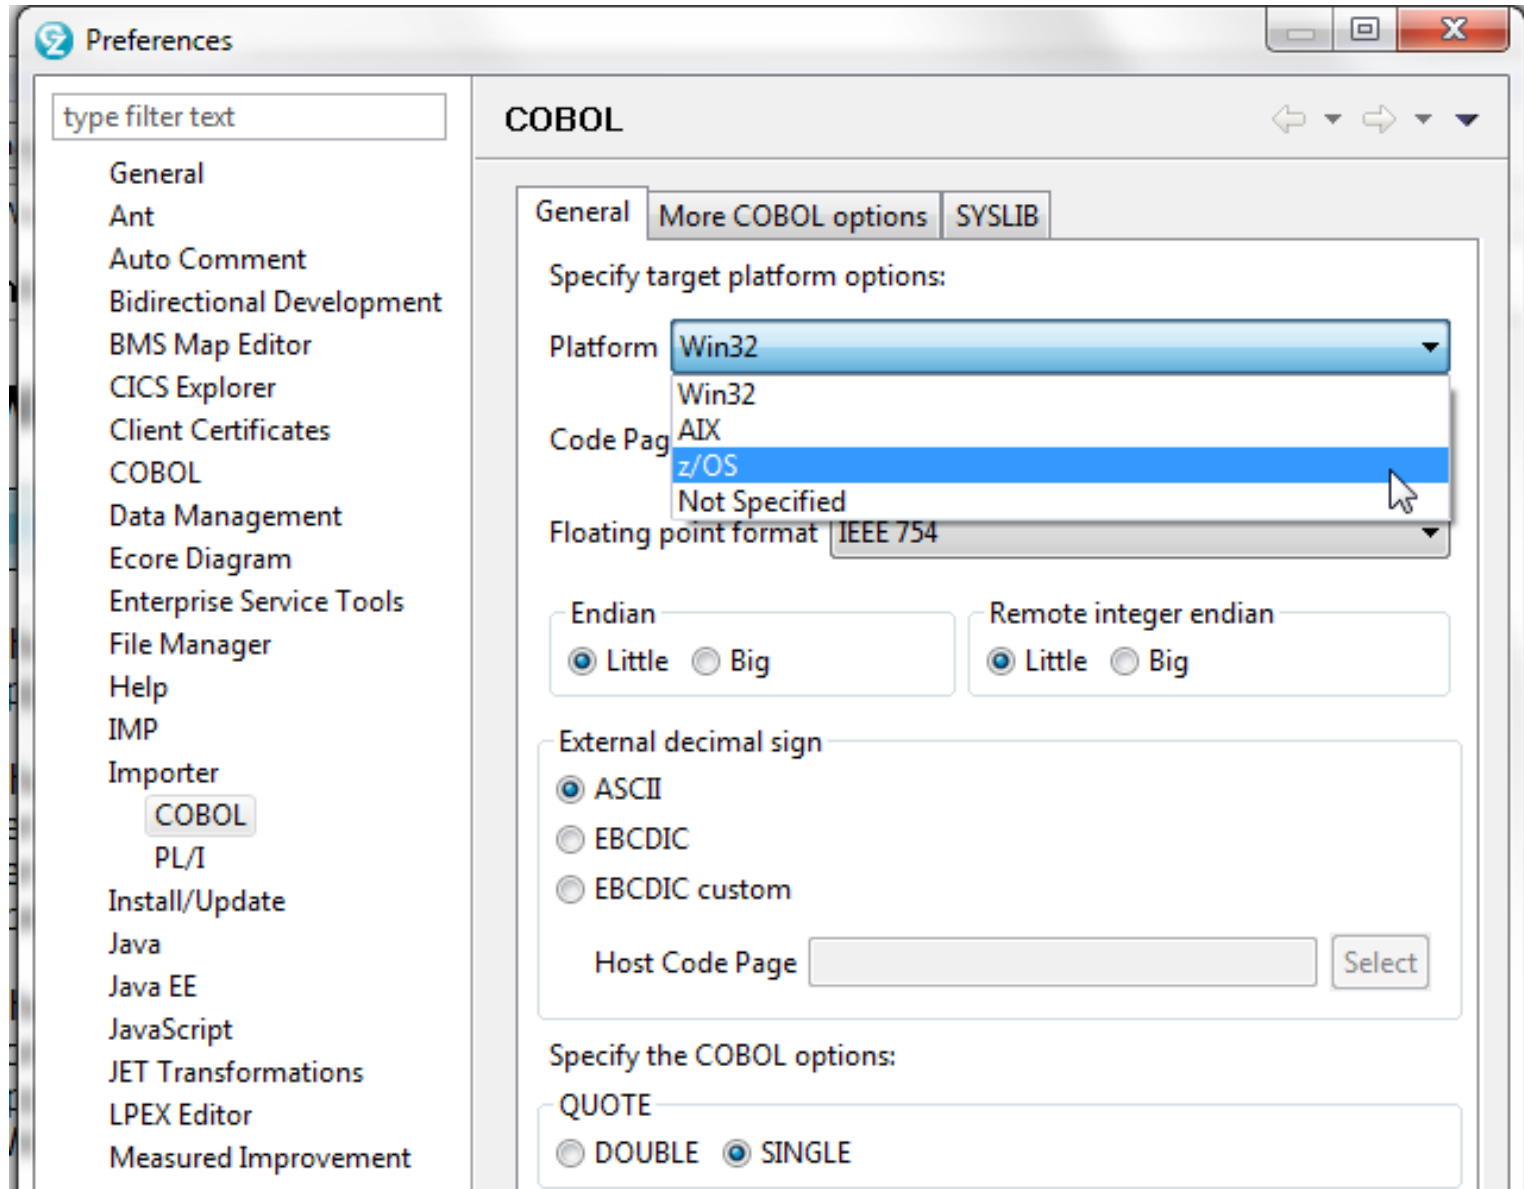 Preferences
type filter text
General
Ant
Auto Comment
Bidirectional Development
BMS Map Editor
CICS Explorer
Client Certificates
COBOL
Data Management
Ecore Diagram
Enterprise Service Tools
File Manager
Help
IMP
Importer
COBOL
PL/I
Install/Update
Java
Java EE
JavaScript
JET Transformations
LPEX Editor
Measured Improvement
COBOL
General More COBOL options SYSLIB
Specify target platform options:
Platform Win32
Win32
AIX
Code Pag
z/OS
Not Specified
Floating point format IEEE 754
Endian
Little Big
Remote integer endian
Little Big
External decimal sign
ASCII
EBCDIC
EBCDIC custom
Host Code Page Select
Specify the COBOL options:
QUOTE
DOUBLE SINGLE